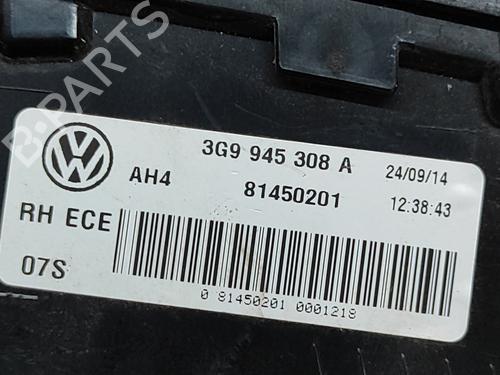 B-PARTS
3G9 945 308 A 24/09/14
AH4 81450201 12:38:43
RH ECE
07S
0 81450201 0001218